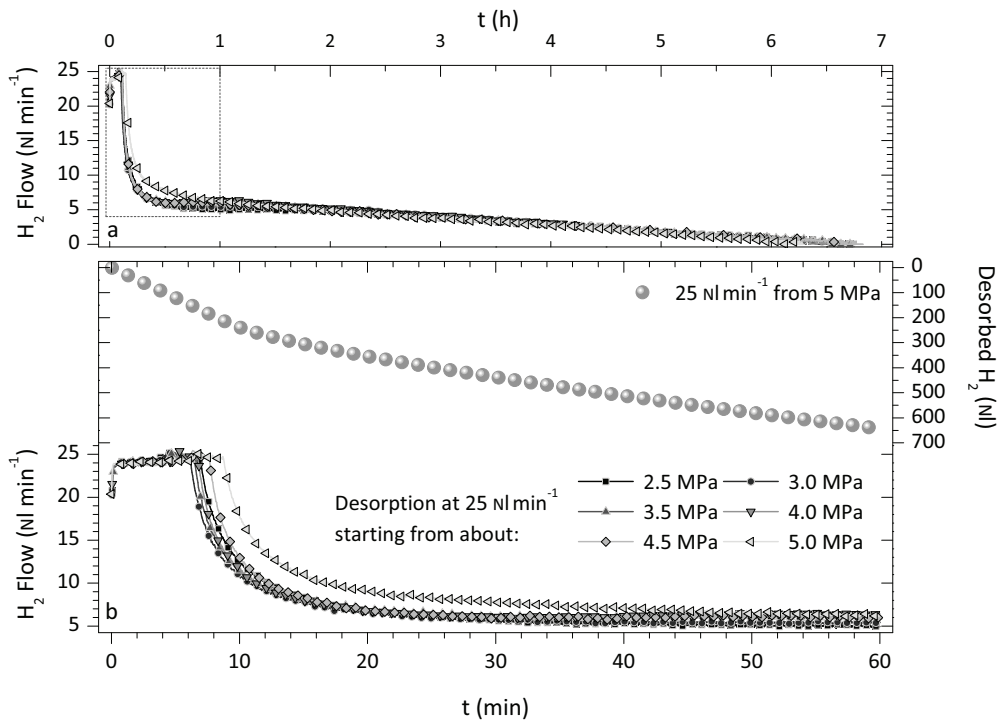 t (h)
0 1 2 3 4 5 6 7
H₂ Flow (Nl min⁻¹)
25
20
15
10
5
0
a
25 Nl min⁻¹ from 5 MPa
Desorbed H₂ (Nl)
0
100
200
300
400
500
600
700
H₂ Flow (Nl min⁻¹)
25
20
15
10
5
b
Desorption at 25 Nl min⁻¹
starting from about:
2.5 MPa 3.0 MPa
3.5 MPa 4.0 MPa
4.5 MPa 5.0 MPa
0 10 20 30 40 50 60
t (min)